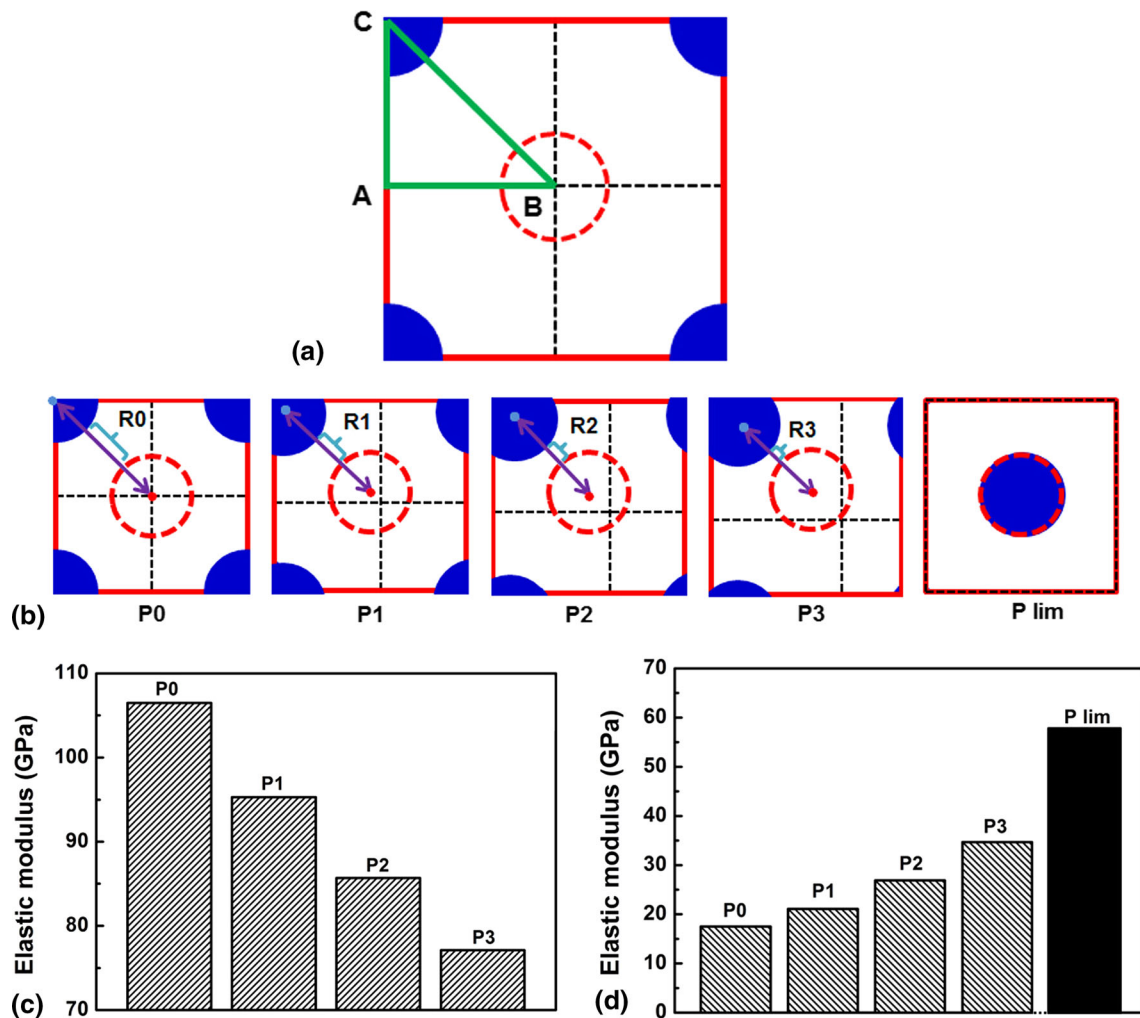 C
A
B
(a)
R0
R1
R2
R3
(b)
P0
P1
P2
P3
P lim
110
100
90
80
70
Elastic modulus (GPa)
P0
P1
P2
P3
(c)
70
60
50
40
30
20
10
0
Elastic modulus (GPa)
P0
P1
P2
P3
P lim
(d)